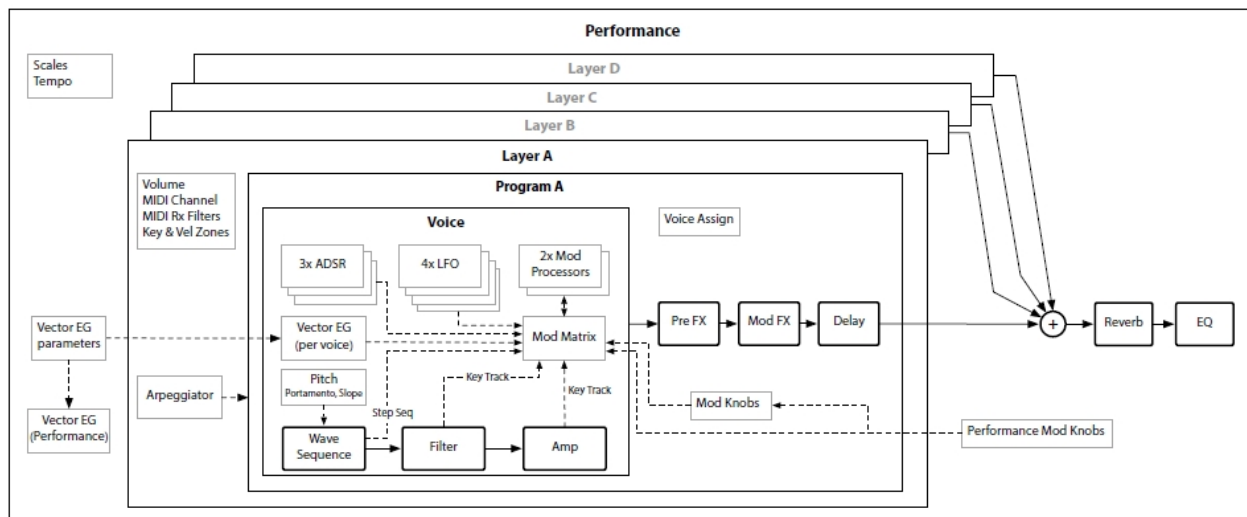 Performance
Scales
Tempo
Layer D
Layer C
Layer B
Layer A
Volume
MIDI Channel
MIDI Rx Filters
Key & Vel Zones
Program A
Voice
Voice Assign
3x ADSR
4x LFO
2x Mod
Processors
Vector EG
parameters
Vector EG
(per voice)
Mod Matrix
Pre FX
Mod FX
Delay
+
Reverb
EQ
Arpeggiator
Pitch
Portamento, Slope
Key Track
Key Track
Step Seq
Mod Knobs
Vector EG
(Performance)
Wave
Sequence
Filter
Amp
Performance Mod Knobs